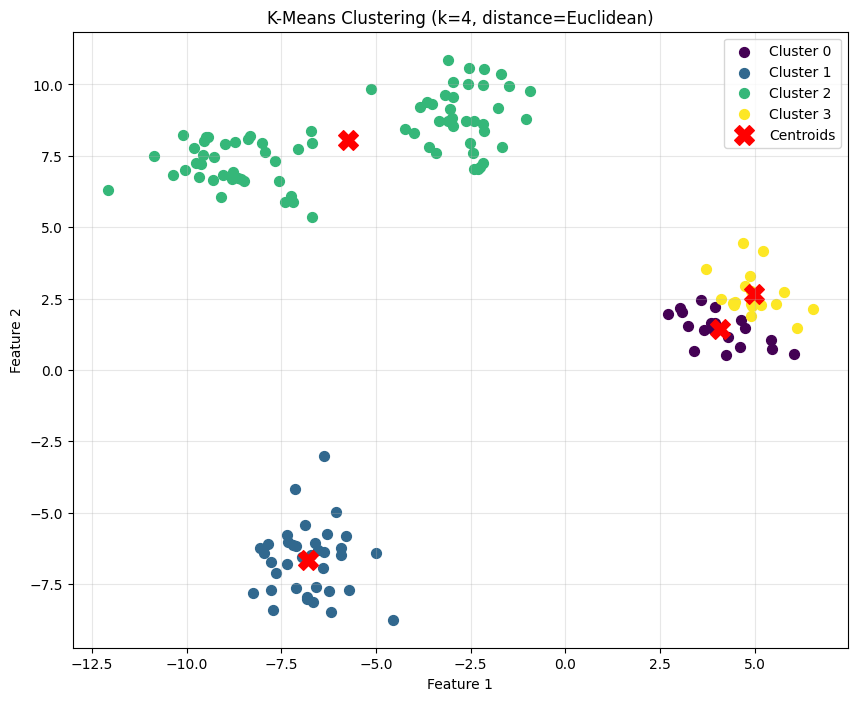 K-Means Clustering (k=4, distance=Euclidean)
Cluster 0
Cluster 1
Cluster 2
Cluster 3
Centroids
10.0
7.5
5.0
2.5
0.0
−2.5
−5.0
−7.5
Feature 2
−12.5 −10.0 −7.5 −5.0 −2.5 0.0 2.5 5.0
Feature 1